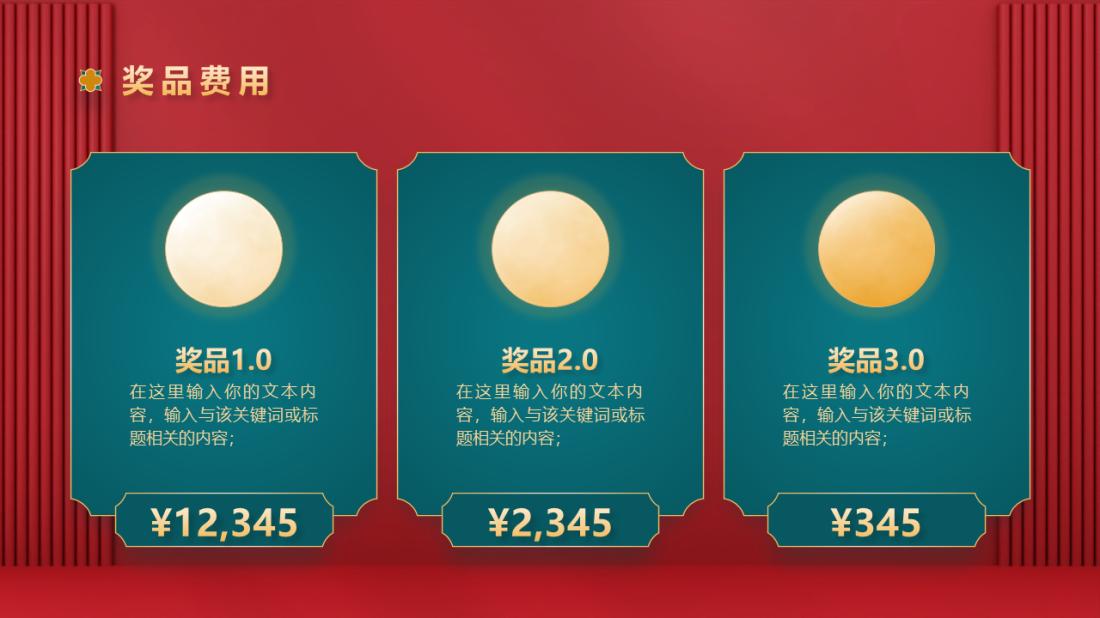 奖品费用
奖品1.0
在这里输入你的文本内
容，输入与该关键词或标
题相关的内容；
¥12,345
奖品2.0
在这里输入你的文本内
容，输入与该关键词或标
题相关的内容；
¥2,345
奖品3.0
在这里输入你的文本内
容，输入与该关键词或标
题相关的内容；
¥345